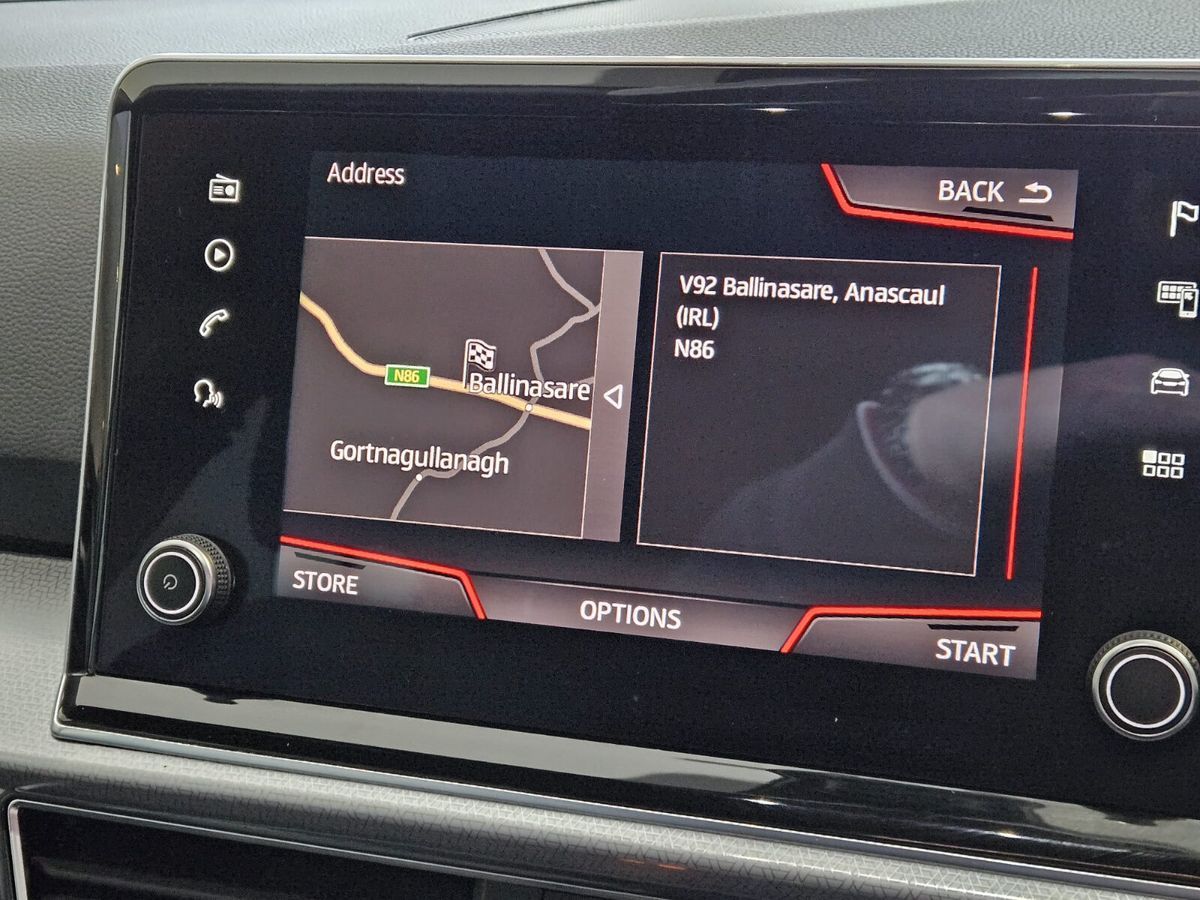 Address
BACK
V92 Ballinasare, Anascaul
(IRL)
N86
N86
Ballinasare
Gortnagullanagh
STORE
OPTIONS
START